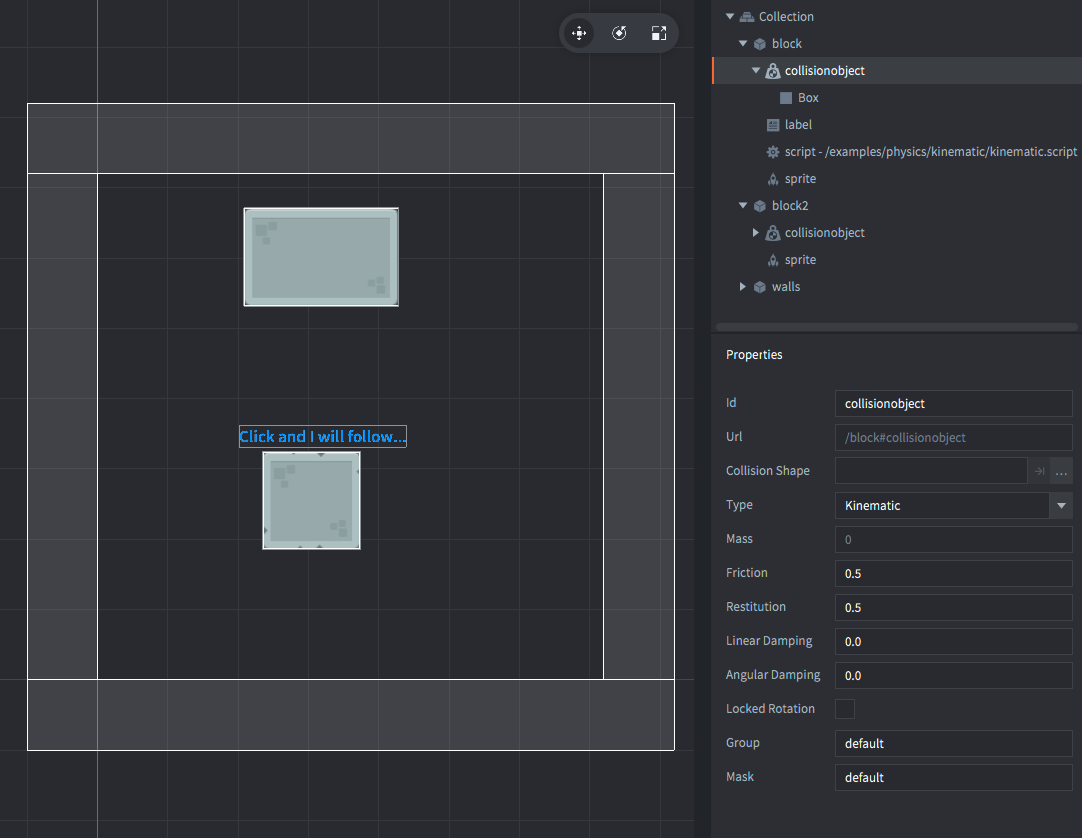 Collection
block
collisionobject
Box
label
script - /examples/physics/kinematic/kinematic.script
sprite
block2
collisionobject
sprite
walls
Click and I will follow...
Properties
Id collisionobject
Url /block#collisionobject
Collision Shape ...
Type Kinematic
Mass 0
Friction 0.5
Restitution 0.5
Linear Damping 0.0
Angular Damping 0.0
Locked Rotation
Group default
Mask default